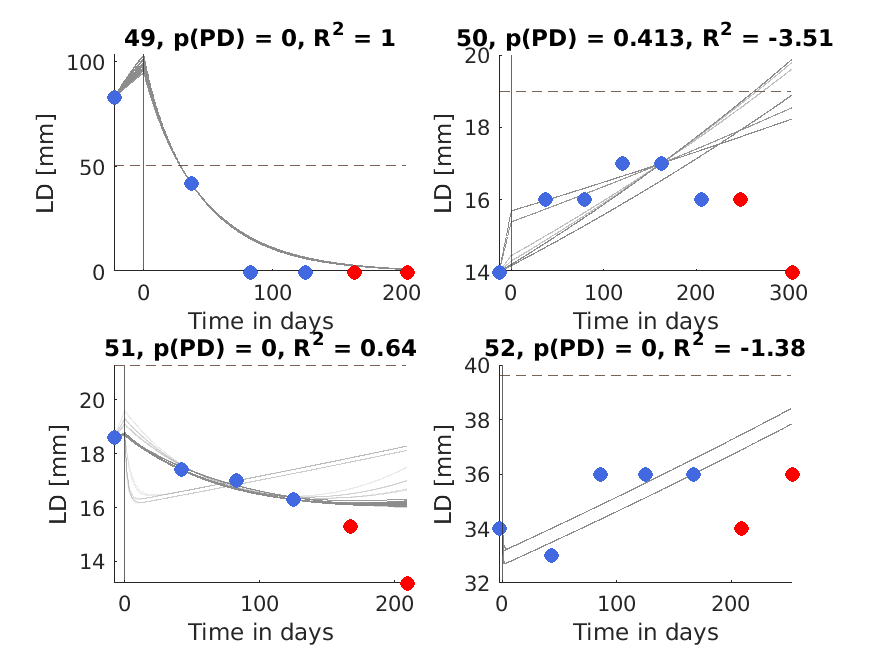 49, p(PD) = 0, R² = 1
100
50
0
LD [mm]
0 100 200
Time in days
50, p(PD) = 0.413, R² = -3.51
20
18
16
14
LD [mm]
0 100 200 300
Time in days
51, p(PD) = 0, R² = 0.64
20
18
16
14
LD [mm]
0 100 200
Time in days
52, p(PD) = 0, R² = -1.38
40
38
36
34
32
LD [mm]
0 100 200
Time in days